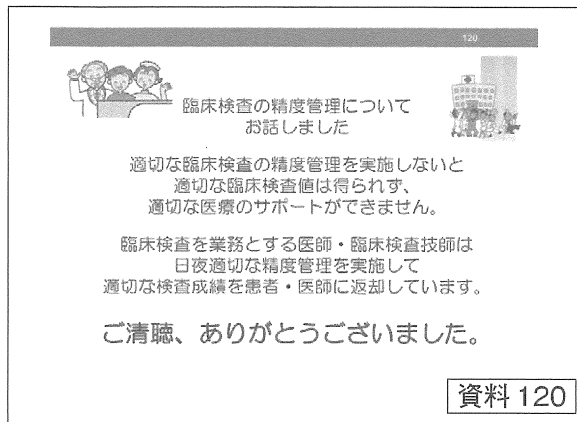 120
臨床検査の精度管理について
お話しました
適切な臨床検査の精度管理を実施しないと
適切な臨床検査値は得られず、
適切な医療のサポートができません。
臨床検査を業務とする医師・臨床検査技師は
日夜適切な精度管理を実施して
適切な検査成績を患者・医師に返却しています。
ご清聴、ありがとうございました。
資料 120